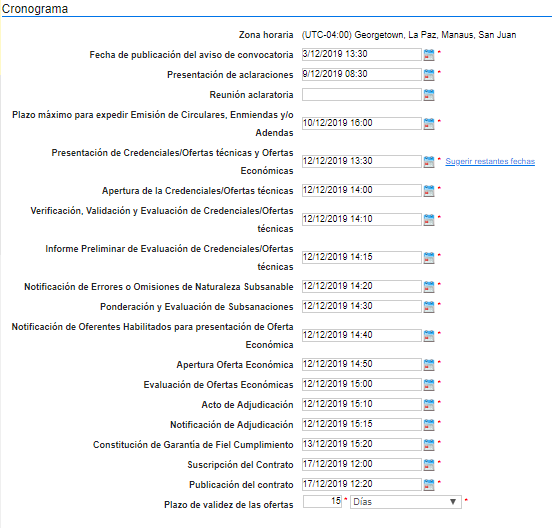 Cronograma
Zona horaria (UTC-04:00) Georgetown, La Paz, Manaus, San Juan
Fecha de publicación del aviso de convocatoria 3/12/2019 13:30 *
Presentación de aclaraciones 9/12/2019 08:30 *
Reunión aclaratoria
Plazo máximo para expedir Emisión de Circulares, Enmiendas y/o
Adendas 10/12/2019 16:00 *
Presentación de Credenciales/Ofertas técnicas y Ofertas
Económicas 12/12/2019 13:30 * Sugerir restantes fechas
Apertura de la Credenciales/Ofertas técnicas 12/12/2019 14:00 *
Verificación, Validación y Evaluación de Credenciales/Ofertas
técnicas 12/12/2019 14:10 *
Informe Preliminar de Evaluación de Credenciales/Ofertas
técnicas 12/12/2019 14:15 *
Notificación de Errores o Omisiones de Naturaleza Subsanable 12/12/2019 14:20 *
Ponderación y Evaluación de Subsanaciones 12/12/2019 14:30 *
Notificación de Oferentes Habilitados para presentación de Oferta
Económica 12/12/2019 14:40 *
Apertura Oferta Económica 12/12/2019 14:50 *
Evaluación de Ofertas Económicas 12/12/2019 15:00 *
Acto de Adjudicación 12/12/2019 15:10 *
Notificación de Adjudicación 12/12/2019 15:15 *
Constitución de Garantía de Fiel Cumplimiento 13/12/2019 15:20 *
Suscripción del Contrato 17/12/2019 12:00 *
Publicación del contrato 17/12/2019 12:20 *
Plazo de validez de las ofertas 15 * Días *